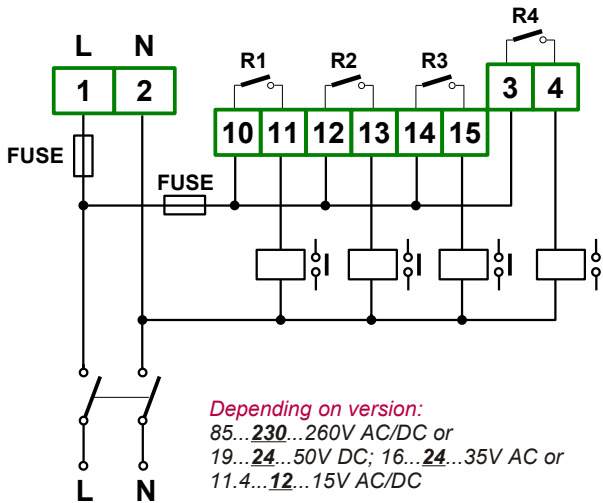 R4
L N
R1 R2 R3
1 2
3 4
10 11 12 13 14 15
FUSE
FUSE
Depending on version:
85...230...260V AC/DC or
19...24...50V DC; 16...24...35V AC or
11.4...12...15V AC/DC
L N